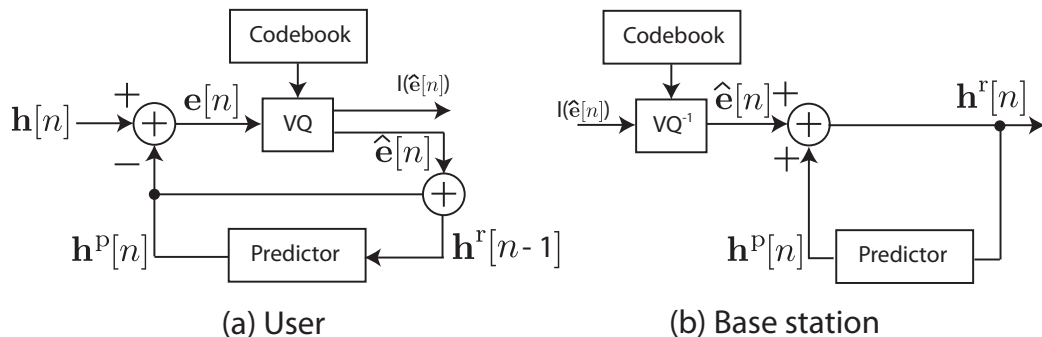 Codebook
+
h[n]
+
e[n]
VQ
I(ê[n])
−
ê[n]
+
h^p[n]
Predictor
h^r[n-1]
(a) User
Codebook
I(ê[n])
VQ^-1
ê[n]
+
+
h^r[n]
+
h^p[n]
Predictor
(b) Base station